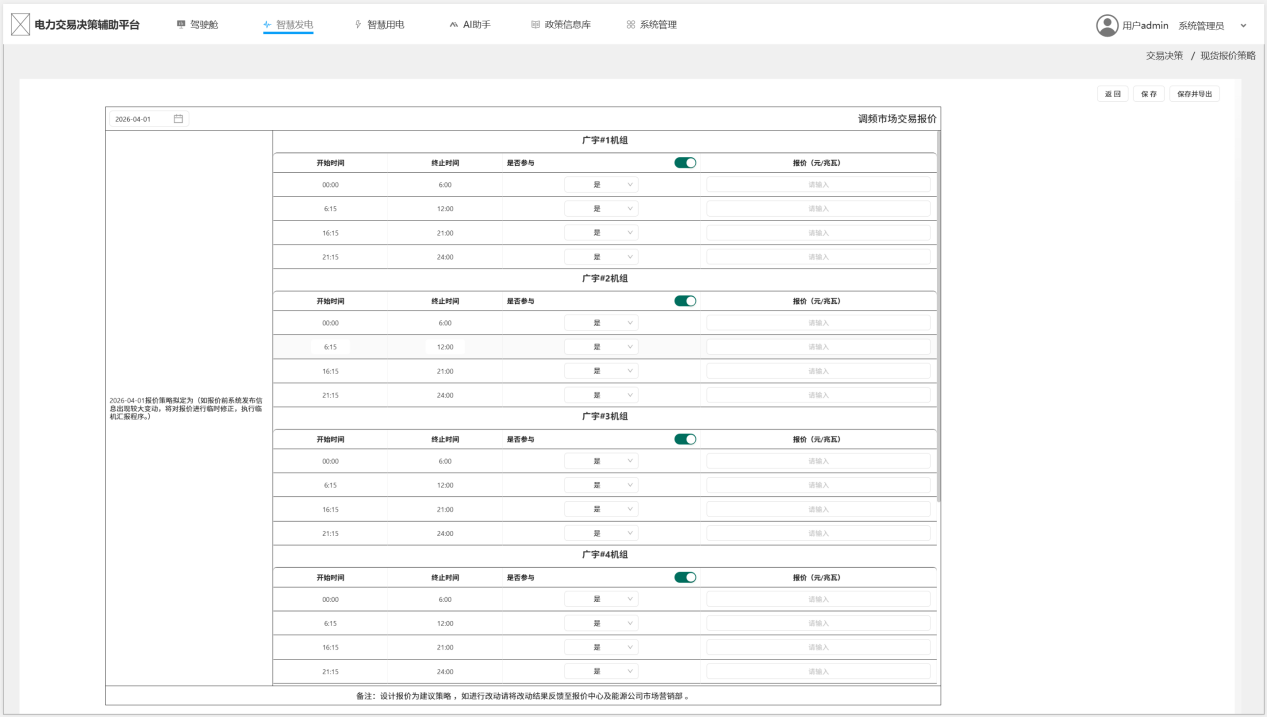 电力交易决策辅助平台 驾驶舱 智慧发电 智慧用电 AI助手 政策信息库 系统管理 用户admin 系统管理员
交易决策 / 现货报价策略
返回 保存 保存并导出
2026-04-01 调频市场交易报价
广宇#1机组
开始时间 终止时间 是否参与 报价（元/兆瓦）
00:00 6:00 是 请输入
6:15 12:00 是 请输入
16:15 21:00 是 请输入
21:15 24:00 是 请输入
广宇#2机组
开始时间 终止时间 是否参与 报价（元/兆瓦）
00:00 6:00 是 请输入
6:15 12:00 是 请输入
16:15 21:00 是 请输入
21:15 24:00 是 请输入
2026-04-01报价策略拟定为（如报价前系统发布信
息出现较大变动，将对报价进行临时修正，执行临
机汇报程序。）
广宇#3机组
开始时间 终止时间 是否参与 报价（元/兆瓦）
00:00 6:00 是 请输入
6:15 12:00 是 请输入
16:15 21:00 是 请输入
21:15 24:00 是 请输入
广宇#4机组
开始时间 终止时间 是否参与 报价（元/兆瓦）
00:00 6:00 是 请输入
6:15 12:00 是 请输入
16:15 21:00 是 请输入
21:15 24:00 是 请输入
备注：设计报价为建议策略，如进行改动请将改动结果反馈至报价中心及能源公司市场营销部 。